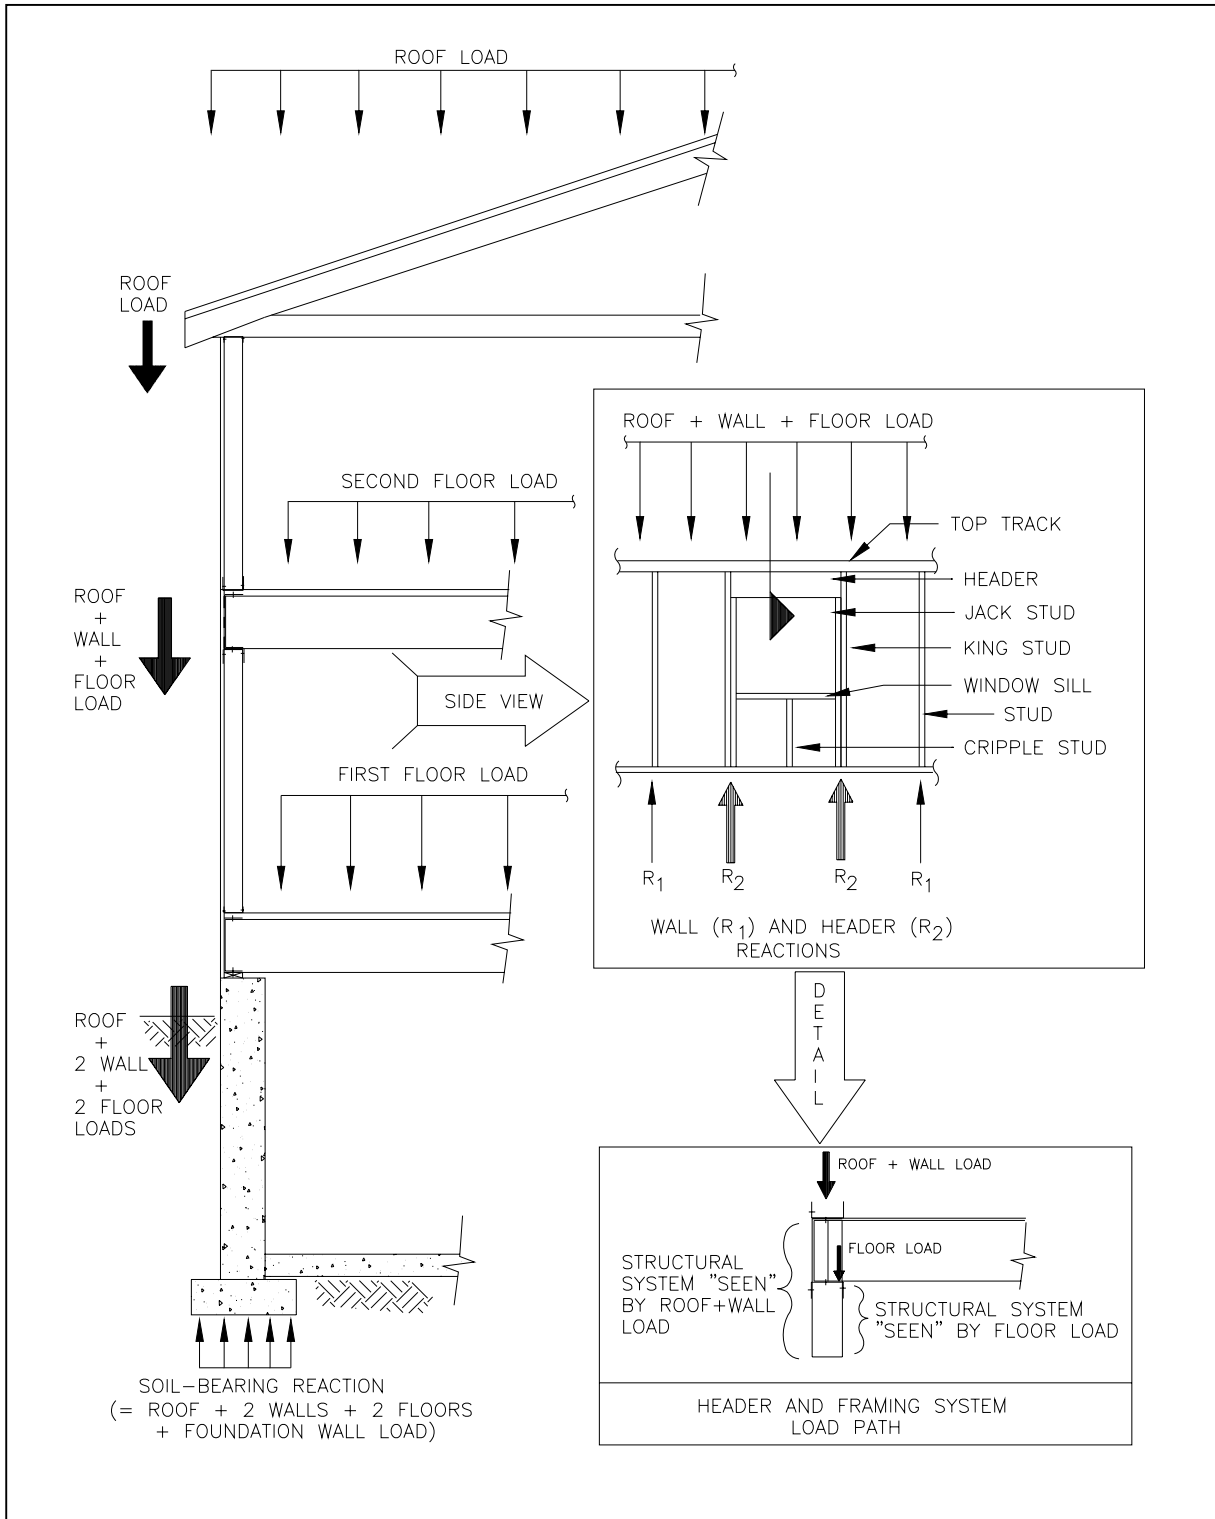 ROOF LOAD
ROOF
LOAD
SECOND FLOOR LOAD
ROOF
+
WALL
+
FLOOR
LOAD
SIDE VIEW
FIRST FLOOR LOAD
ROOF
+
2 WALL
+
2 FLOOR
LOADS
SOIL-BEARING REACTION
(= ROOF + 2 WALLS + 2 FLOORS
+ FOUNDATION WALL LOAD)
ROOF + WALL + FLOOR LOAD
TOP TRACK
HEADER
JACK STUD
KING STUD
WINDOW SILL
STUD
CRIPPLE STUD
R1 R2 R2 R1
WALL (R1) AND HEADER (R2)
REACTIONS
DETAIL
ROOF + WALL LOAD
FLOOR LOAD
STRUCTURAL
SYSTEM "SEEN"
BY ROOF+WALL
LOAD
STRUCTURAL SYSTEM
"SEEN" BY FLOOR LOAD
HEADER AND FRAMING SYSTEM
LOAD PATH